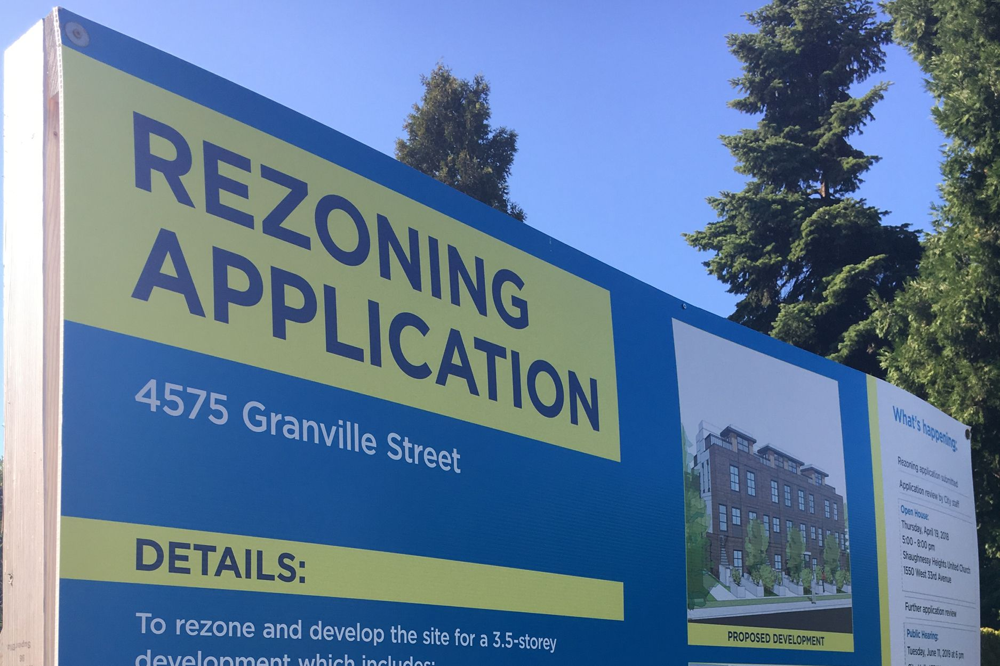 REZONING
APPLICATION
4575 Granville Street
DETAILS:
To rezone and develop the site for a 3.5-storey
development which includes:
PROPOSED DEVELOPMENT
What's happening:
Rezoning application submitted
Application review by City staff
Open House:
Thursday, April 19, 2018
5:00 - 8:00 pm
Shaughnessy Heights United Church
1550 West 33rd Avenue
Further application review
Public Hearing:
Tuesday, June 11, 2019 at 6 pm